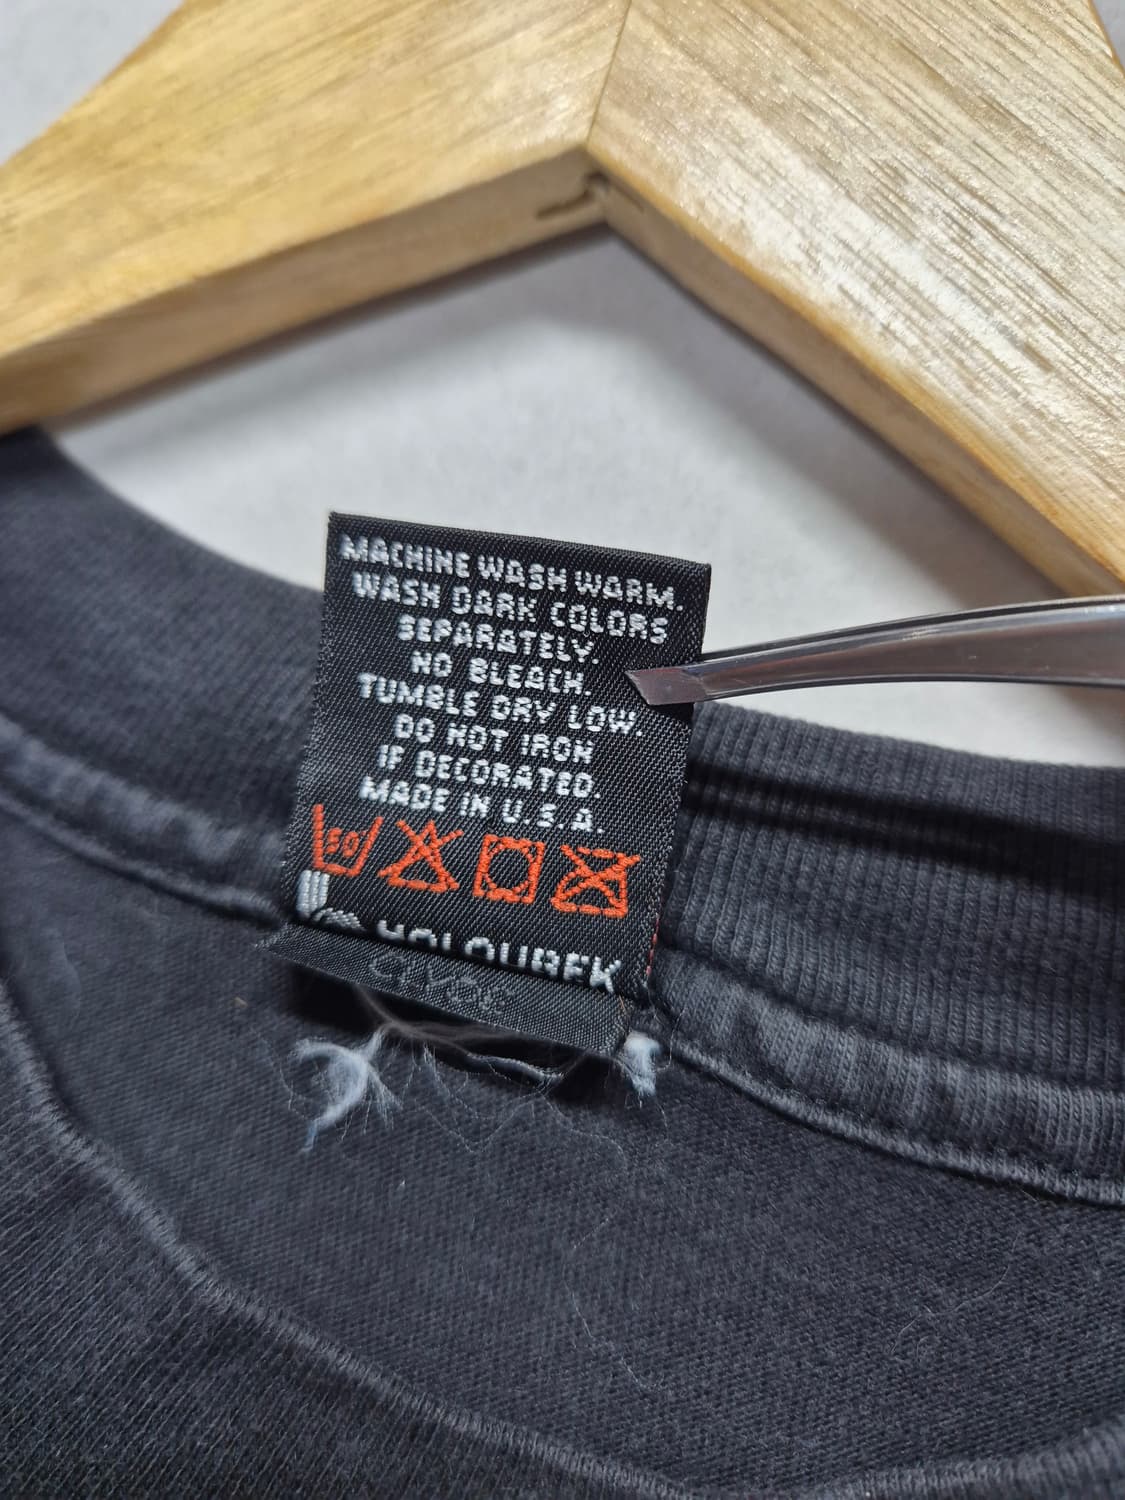 MACHINE WASH WARM.
WASH DARK COLORS
SEPARATELY.
NO BLEACH.
TUMBLE DRY LOW.
DO NOT IRON
IF DECORATED.
MADE IN U.S.A.
HOLOUBEK